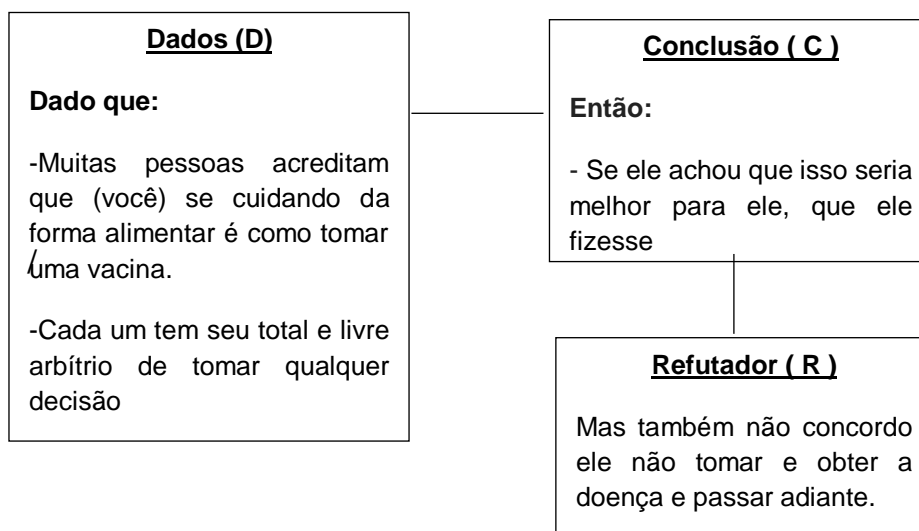 Dados (D)
Dado que:
-Muitas pessoas acreditam
que (você) se cuidando da
forma alimentar é como tomar
uma vacina.
-Cada um tem seu total e livre
arbítrio de tomar qualquer
decisão
Conclusão ( C )
Então:
- Se ele achou que isso seria
melhor para ele, que ele
fizesse
Refutador ( R )
Mas também não concordo
ele não tomar e obter a
doença e passar adiante.